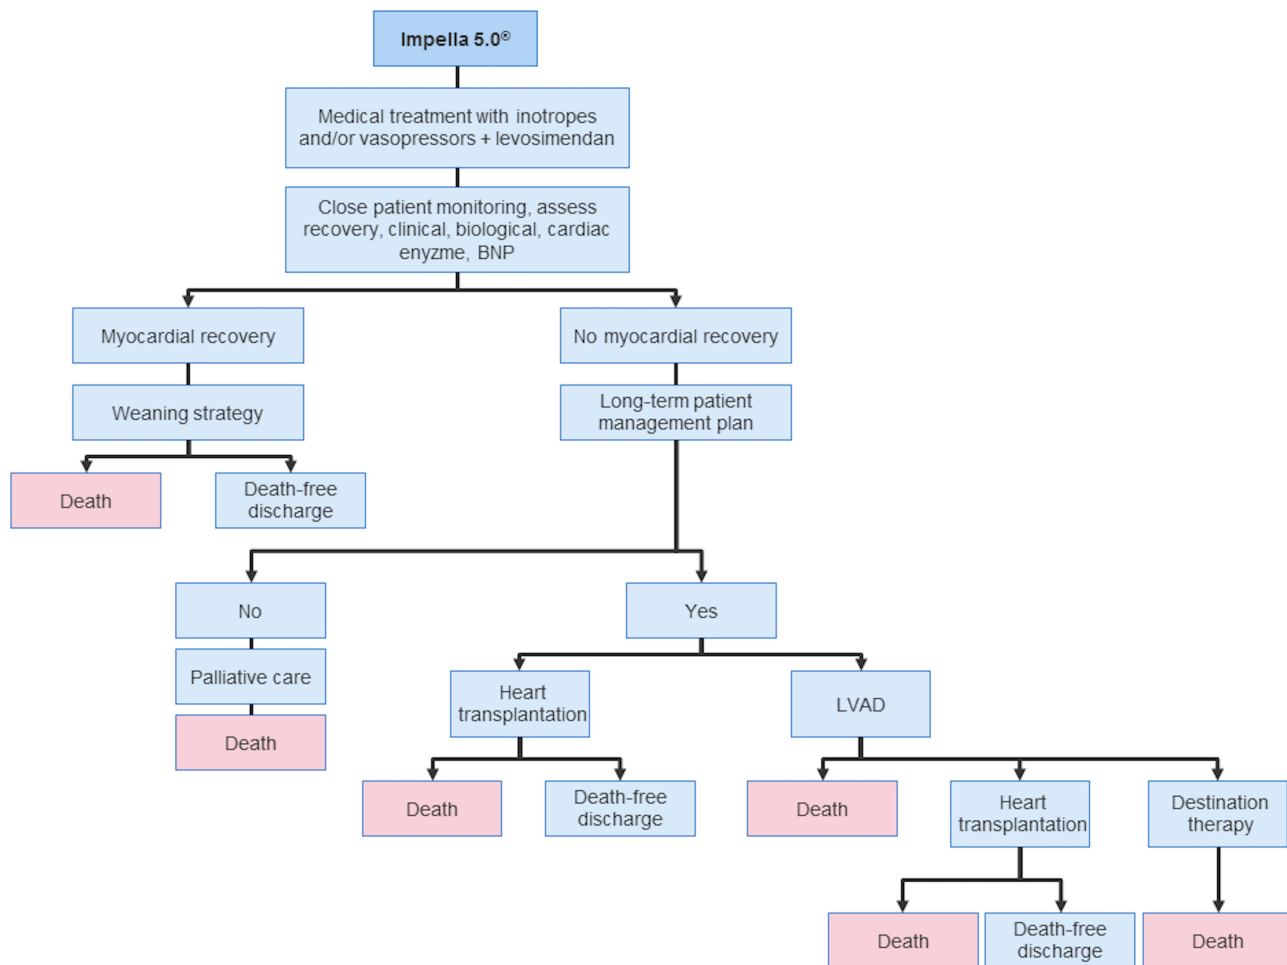 Impella 5.0®
Medical treatment with inotropes
and/or vasopressors + levosimendan
Close patient monitoring, assess
recovery, clinical, biological, cardiac
enyzme, BNP
Myocardial recovery
No myocardial recovery
Weaning strategy
Long-term patient
management plan
Death
Death-free
discharge
No
Yes
Palliative care
Death
Heart
transplantation
LVAD
Death
Death-free
discharge
Death
Heart
transplantation
Destination
therapy
Death
Death-free
discharge
Death